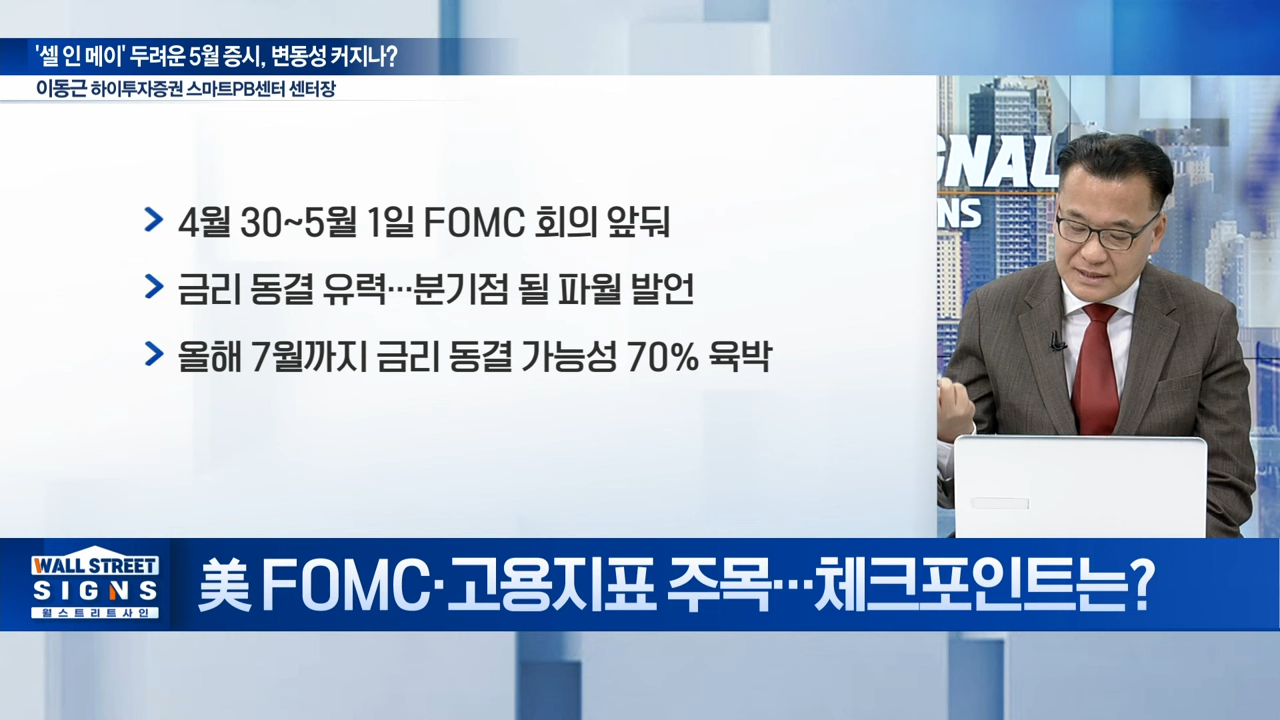 '셀 인 메이' 두려운 5월 증시, 변동성 커지나?
이동근 하이투자증권 스마트PB센터 센터장
GNAL
NS
4월 30~5월 1일 FOMC 회의 앞둬
금리 동결 유력…분기점 될 파월 발언
올해 7월까지 금리 동결 가능성 70% 육박
WALL STREET
SIGNS
월스트리트사인
美 FOMC·고용지표 주목…체크포인트는?